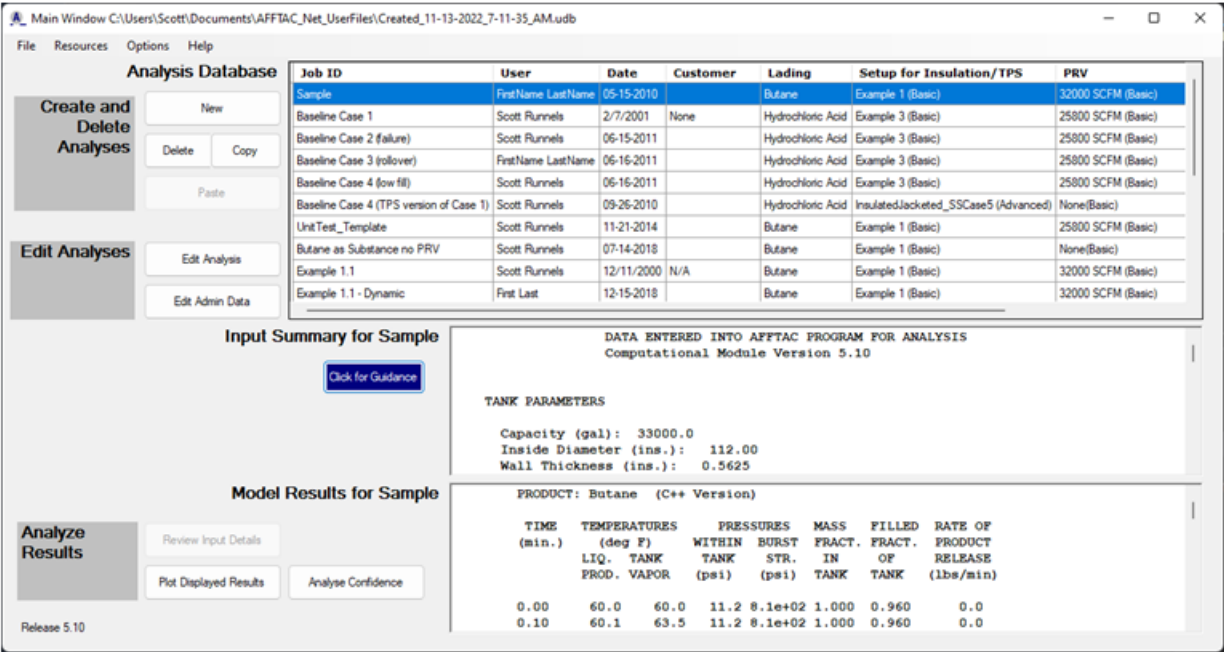 Main Window C:\Users\Scott\Documents\AFFTAC_Net_UserFiles\Created_11-13-2022_7-11-35_AM.udb
File Resources Options Help
Analysis Database
Create and
Delete
Analyses
New
Delete Copy
Paste
Edit Analyses
Edit Analysis
Edit Admin Data
Job ID User Date Customer Lading Setup for Insulation/TPS PRV
Sample FirstName LastName 05-15-2010 Butane Example 1 (Basic) 32000 SCFM (Basic)
Baseline Case 1 Scott Runnels 2/7/2001 None Hydrochloric Acid Example 3 (Basic) 25800 SCFM (Basic)
Baseline Case 2 (failure) Scott Runnels 06-15-2011 Hydrochloric Acid Example 3 (Basic) 25800 SCFM (Basic)
Baseline Case 3 (rollover) FirstName LastName 06-16-2011 Hydrochloric Acid Example 3 (Basic) 25800 SCFM (Basic)
Baseline Case 4 (low fill) Scott Runnels 06-16-2011 Hydrochloric Acid Example 3 (Basic) 25800 SCFM (Basic)
Baseline Case 4 (TPS version of Case 1) Scott Runnels 09-26-2010 Hydrochloric Acid InsulatedJacketed_SSCase5 (Advanced) None(Basic)
UnitTest_Template Scott Runnels 11-21-2014 Butane Example 1 (Basic) 25800 SCFM (Basic)
Butane as Substance no PRV Scott Runnels 07-14-2018 Butane Example 1 (Basic) None(Basic)
Example 1.1 Scott Runnels 12/11/2000 N/A Butane Example 1 (Basic) 32000 SCFM (Basic)
Example 1.1 - Dynamic First Last 12-15-2018 Butane Example 1 (Basic) 32000 SCFM (Basic)
Input Summary for Sample
Click for Guidance
DATA ENTERED INTO AFFTAC PROGRAM FOR ANALYSIS
Computational Module Version 5.10
TANK PARAMETERS
Capacity (gal): 33000.0
Inside Diameter (ins.): 112.00
Wall Thickness (ins.): 0.5625
Model Results for Sample
Analyze
Results
Review Input Details
Plot Displayed Results Analyse Confidence
PRODUCT: Butane (C++ Version)
TIME TEMPERATURES PRESSURES MASS FILLED RATE OF
(min.) (deg F) WITHIN BURST FRACT. FRACT. PRODUCT
LIQ. TANK TANK STR. IN OF RELEASE
PROD. VAPOR (psi) (psi) TANK TANK (lbs/min)
0.00 60.0 60.0 11.2 8.1e+02 1.000 0.960 0.0
0.10 60.1 63.5 11.2 8.1e+02 1.000 0.960 0.0
Release 5.10